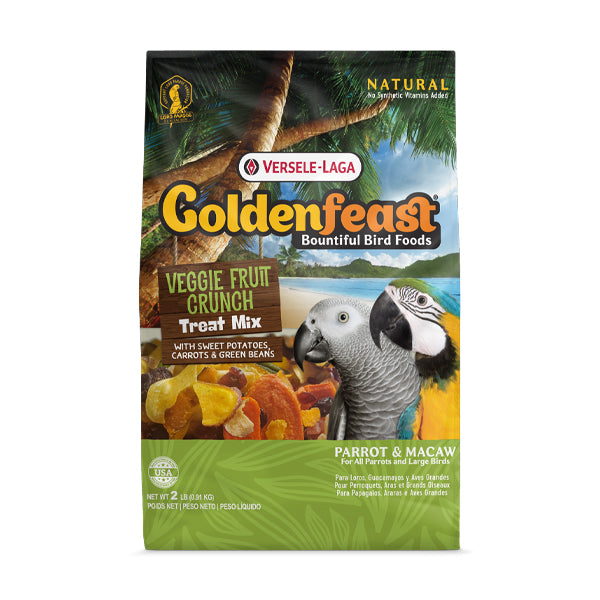 NATURAL
No Synthetic Vitamins Added
LORO PARQUE
VERSELE-LAGA
Goldenfeast®
Bountiful Bird Foods
VEGGIE FRUIT
CRUNCH
Treat Mix
WITH SWEET POTATOES,
CARROTS & GREEN BEANS
PARROT & MACAW
For All Parrots and Large Birds
Para Loros, Guacamayos y Aves Grandes
Pour Perroquets, Aras et Grands Oiseaux
Para Papagaios, Araras e Aves Grandes
USA
NET WT 2 LB (0.91 KG)
POIDS NET | PESO NETO | PESO LÍQUIDO